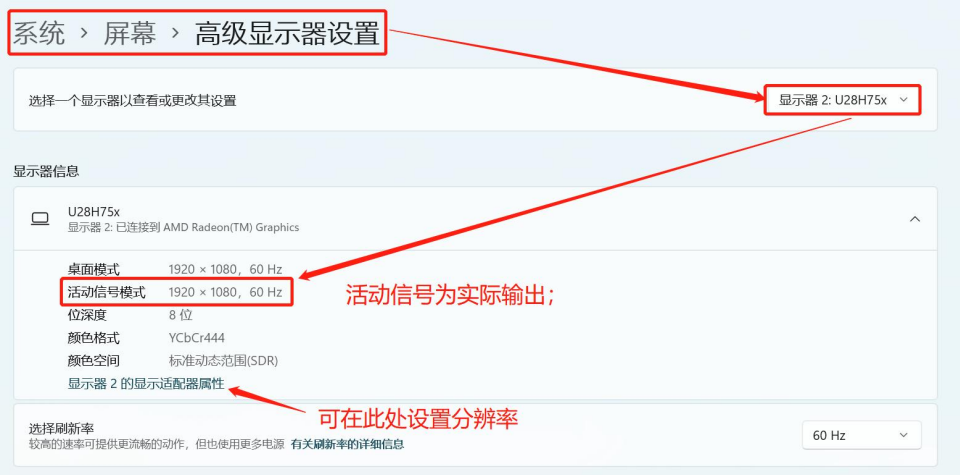 系统 > 屏幕 > 高级显示器设置
选择一个显示器以查看或更改其设置
显示器 2: U28H75x
显示器信息
U28H75x
显示器 2: 已连接到 AMD Radeon(TM) Graphics
桌面模式 1920 × 1080, 60 Hz
活动信号模式 1920 × 1080, 60 Hz
活动信号为实际输出；
位深度 8 位
颜色格式 YCbCr444
颜色空间 标准动态范围(SDR)
显示器 2 的显示适配器属性
可在此处设置分辨率
选择刷新率
较高的速率可提供更流畅的动作，但也使用更多电源 有关刷新率的详细信息
60 Hz